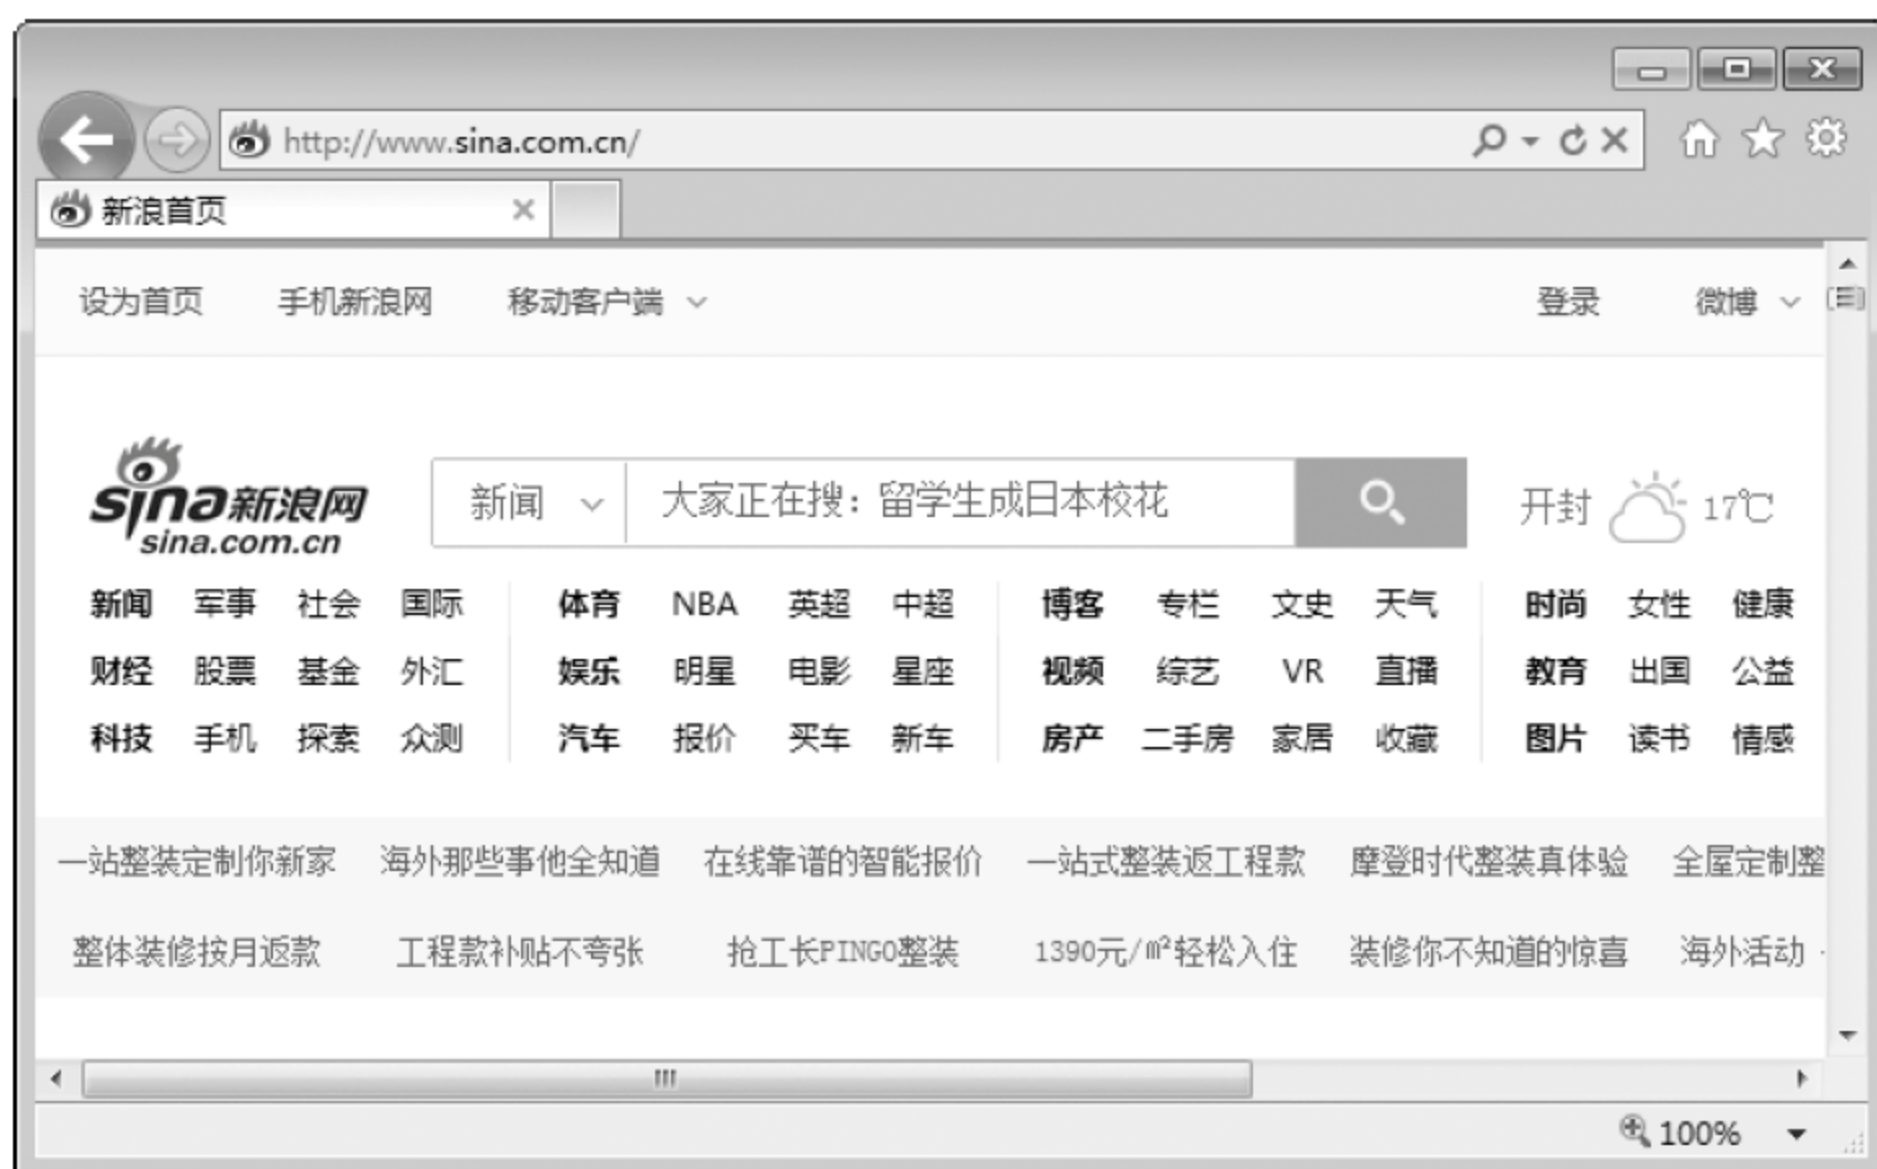 http://www.sina.com.cn/
新浪首页
设为首页 手机新浪网 移动客户端 登录 微博
sina新浪网
sina.com.cn
新闻 大家正在搜：留学生成日本校花 开封 17℃
新闻 军事 社会 国际 体育 NBA 英超 中超 博客 专栏 文史 天气 时尚 女性 健康
财经 股票 基金 外汇 娱乐 明星 电影 星座 视频 综艺 VR 直播 教育 出国 公益
科技 手机 探索 众测 汽车 报价 买车 新车 房产 二手房 家居 收藏 图片 读书 情感
一站整装定制你新家 海外那些事他全知道 在线靠谱的智能报价 一站式整装返工程款 摩登时代整装真体验 全屋定制整
整体装修按月返款 工程款补贴不夸张 抢工长PINGO整装 1390元/㎡轻松入住 装修你不知道的惊喜 海外活动
100%